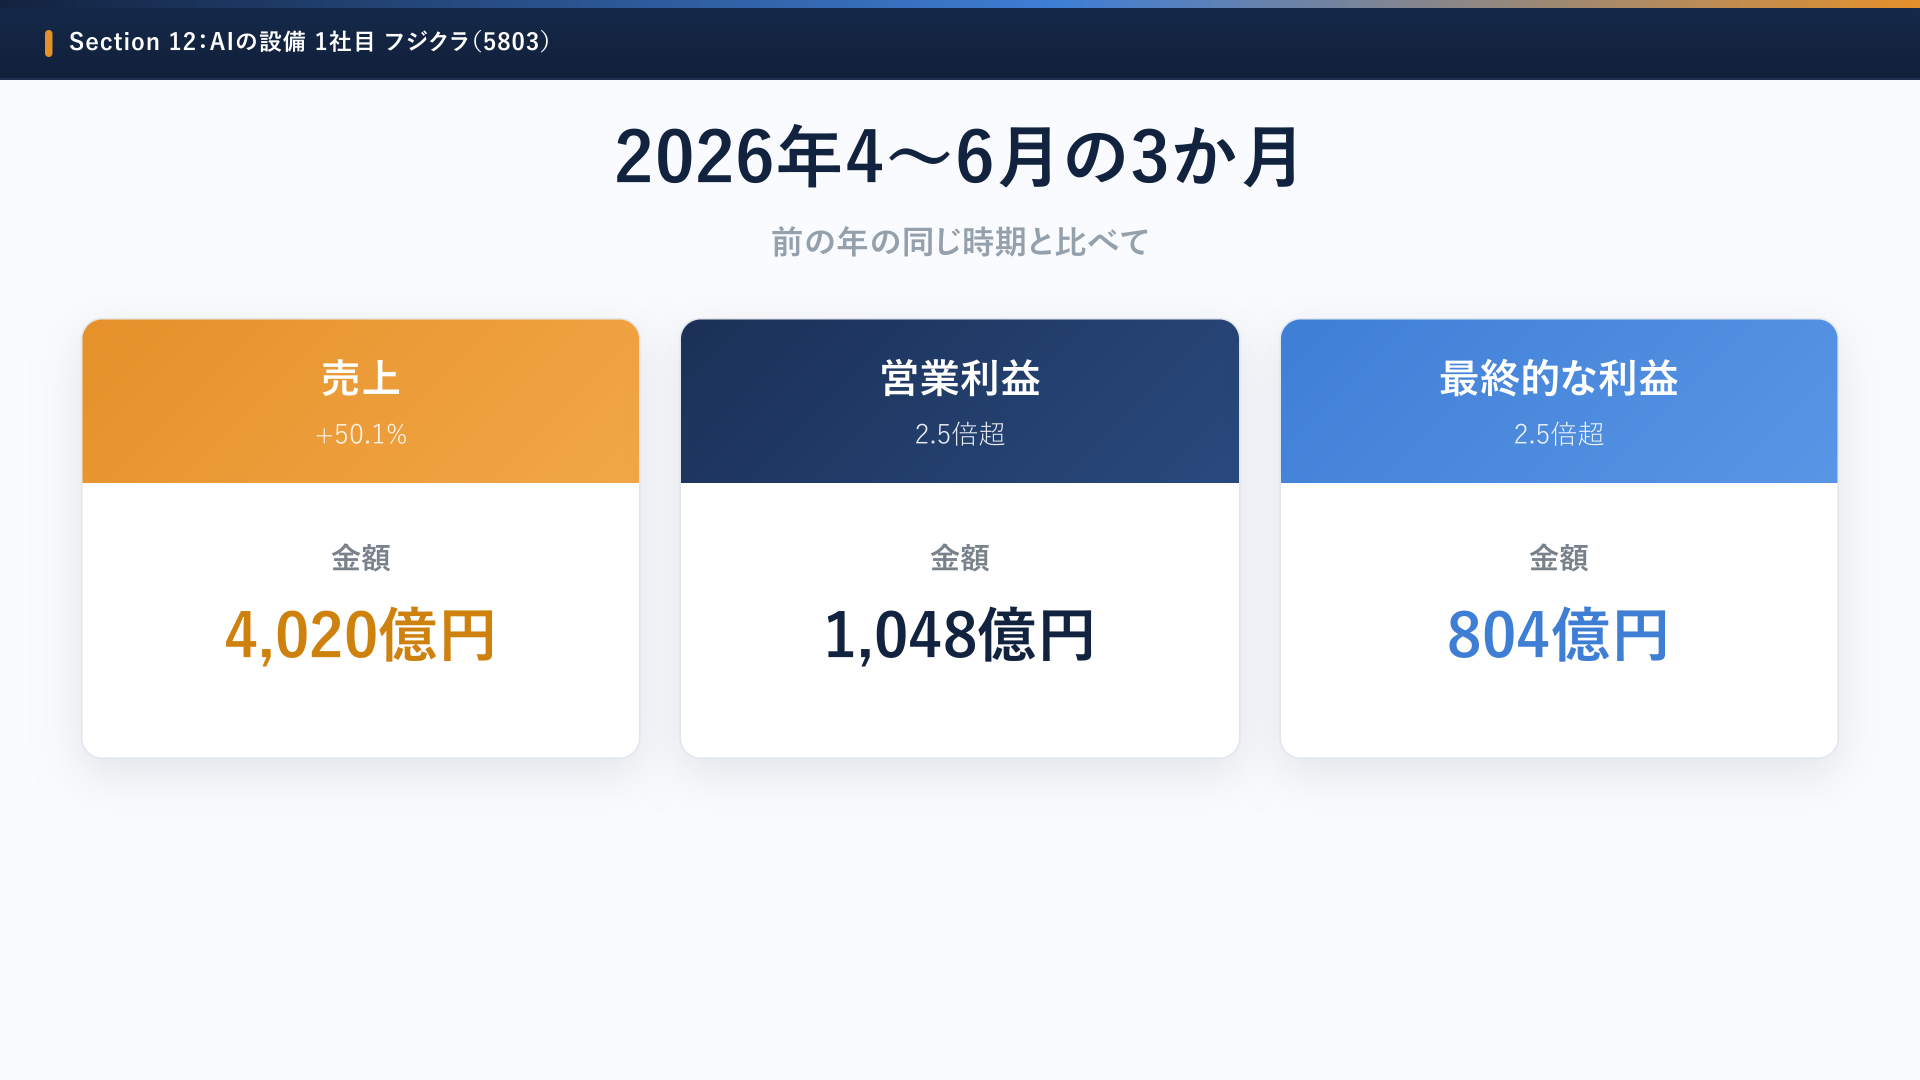 Section 12：AIの設備 1社目 フジクラ（5803）
2026年4〜6月の3か月
前の年の同じ時期と比べて
売上
+50.1%
金額
4,020億円
営業利益
2.5倍超
金額
1,048億円
最終的な利益
2.5倍超
金額
804億円